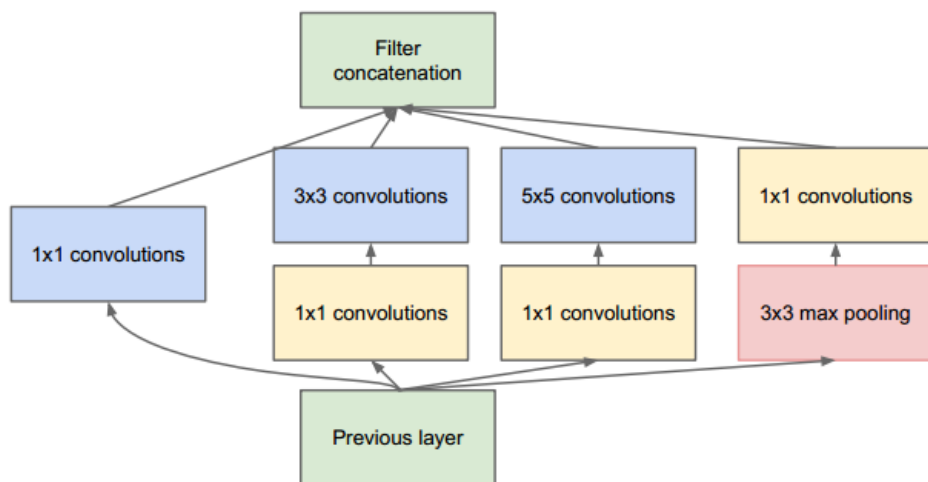 Filter
concatenation
3x3 convolutions
5x5 convolutions
1x1 convolutions
1x1 convolutions
1x1 convolutions
1x1 convolutions
3x3 max pooling
Previous layer